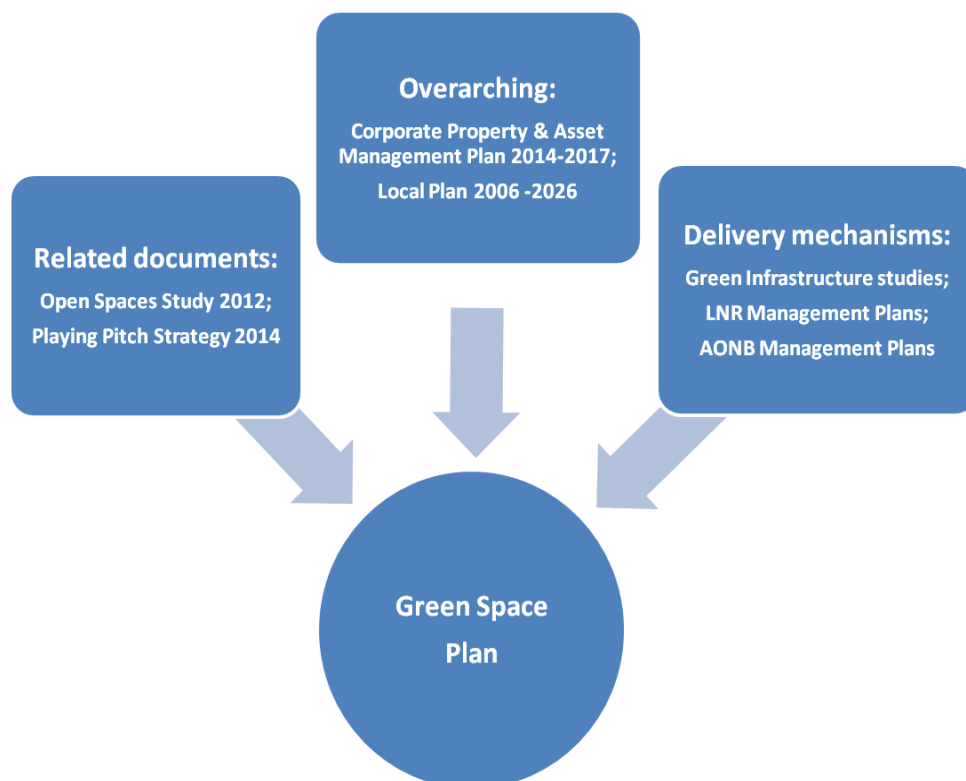 Overarching:
Corporate Property & Asset
Management Plan 2014-2017;
Local Plan 2006 -2026
Related documents:
Open Spaces Study 2012;
Playing Pitch Strategy 2014
Delivery mechanisms:
Green Infrastructure studies;
LNR Management Plans;
AONB Management Plans
Green Space
Plan